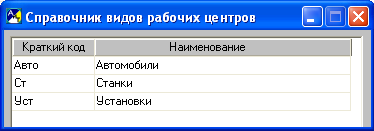 Справочник видов рабочих центров
Краткий код Наименование
Авто Автомобили
Ст Станки
Уст Установки